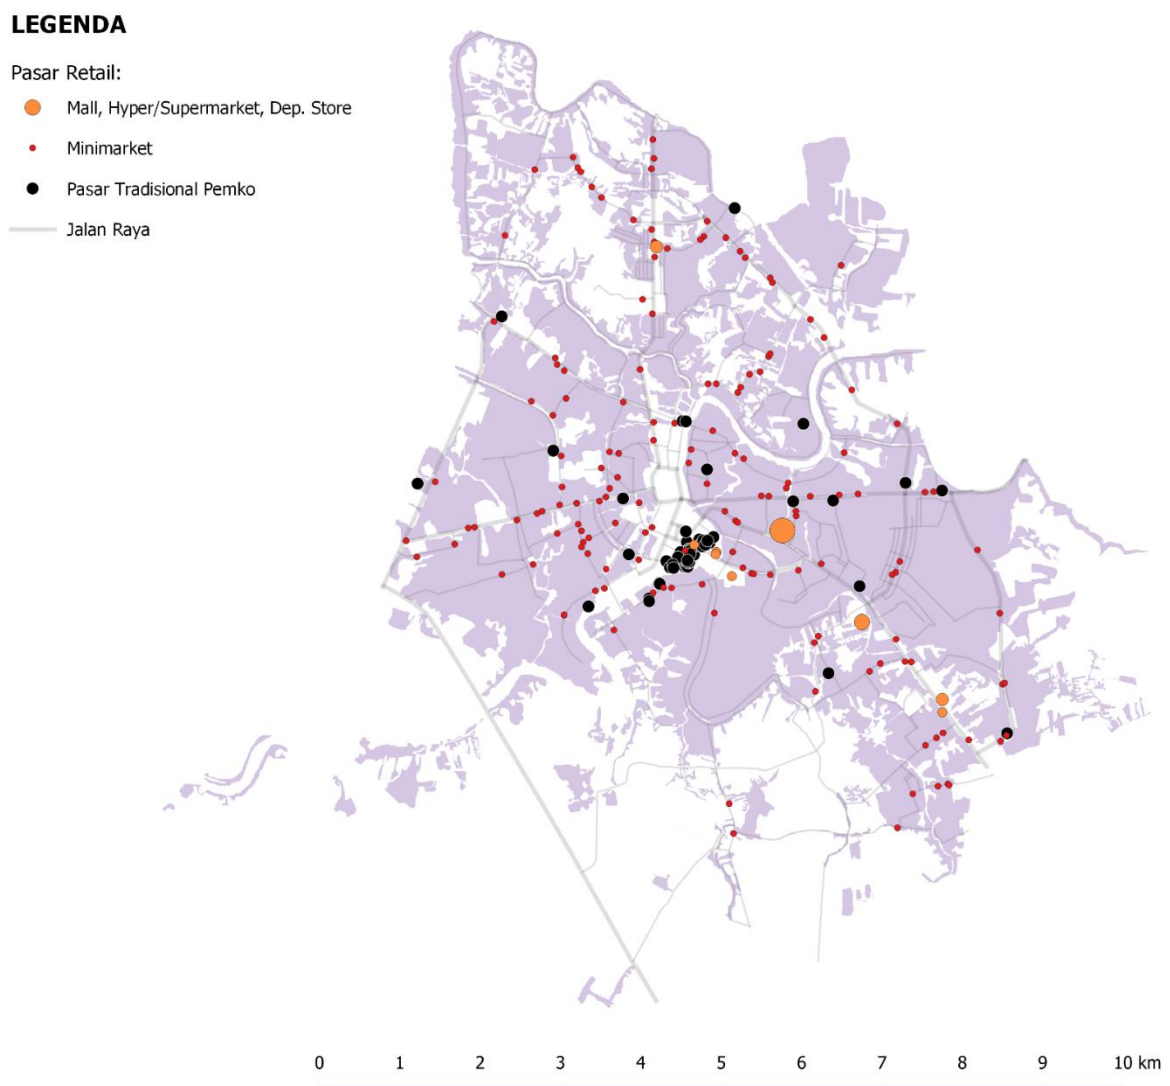 LEGENDA
Pasar Retail:
Mall, Hyper/Supermarket, Dep. Store
Minimarket
Pasar Tradisional Pemko
Jalan Raya
0 1 2 3 4 5 6 7 8 9 10 km